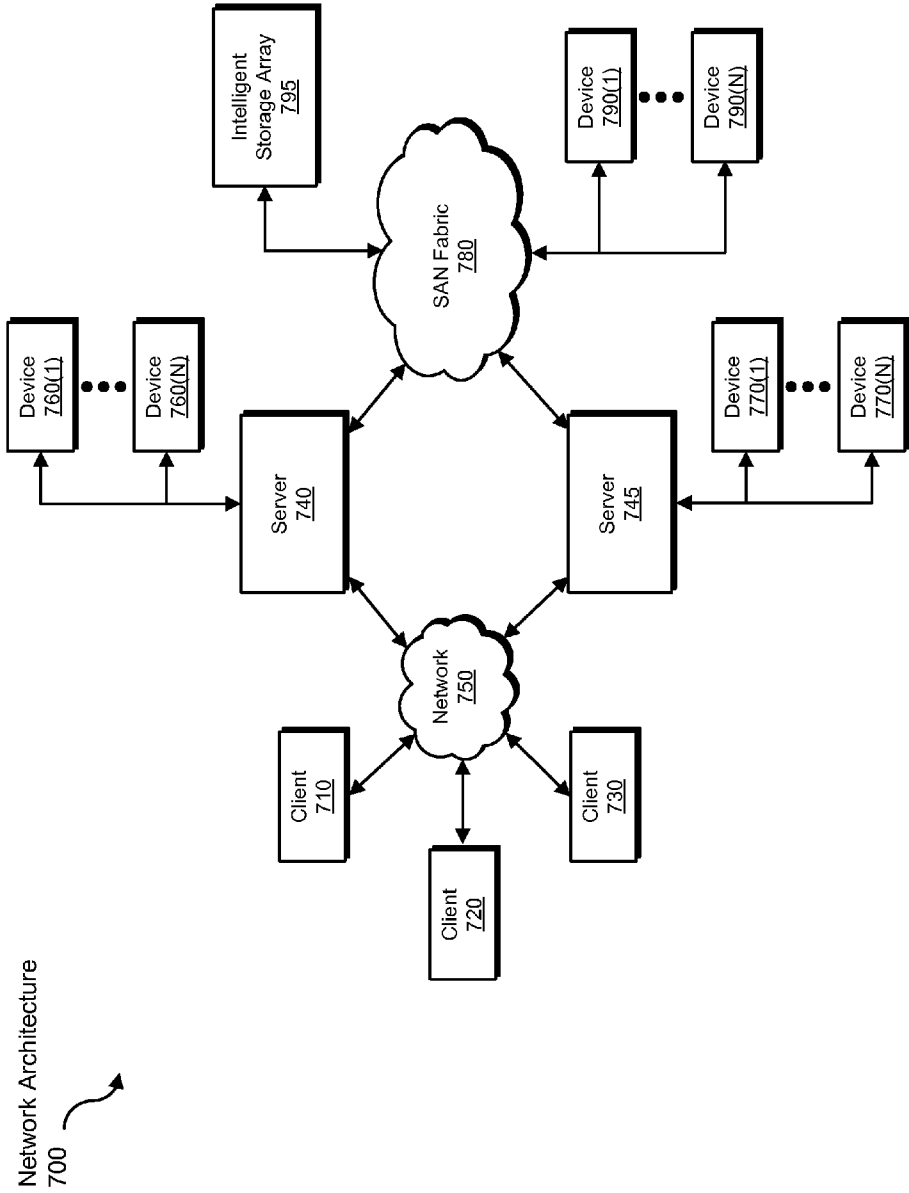 Network Architecture
700
Client
710
Client
720
Client
730
Network
750
Server
740
Server
745
Device
760(1)
Device
760(N)
Device
770(1)
Device
770(N)
SAN Fabric
780
Intelligent
Storage Array
795
Device
790(1)
Device
790(N)